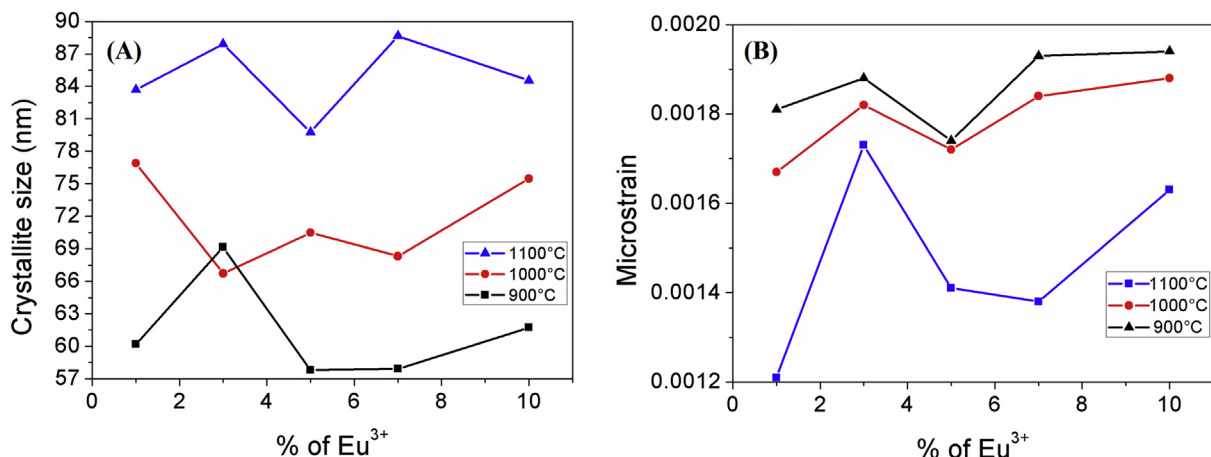 (A)
Crystallite size (nm)
90
87
84
81
78
75
72
69
66
63
60
57
0 2 4 6 8 10
% of Eu³⁺
1100°C
1000°C
900°C
(B)
Microstrain
0.0020
0.0018
0.0016
0.0014
0.0012
0 2 4 6 8 10
% of Eu³⁺
1100°C
1000°C
900°C